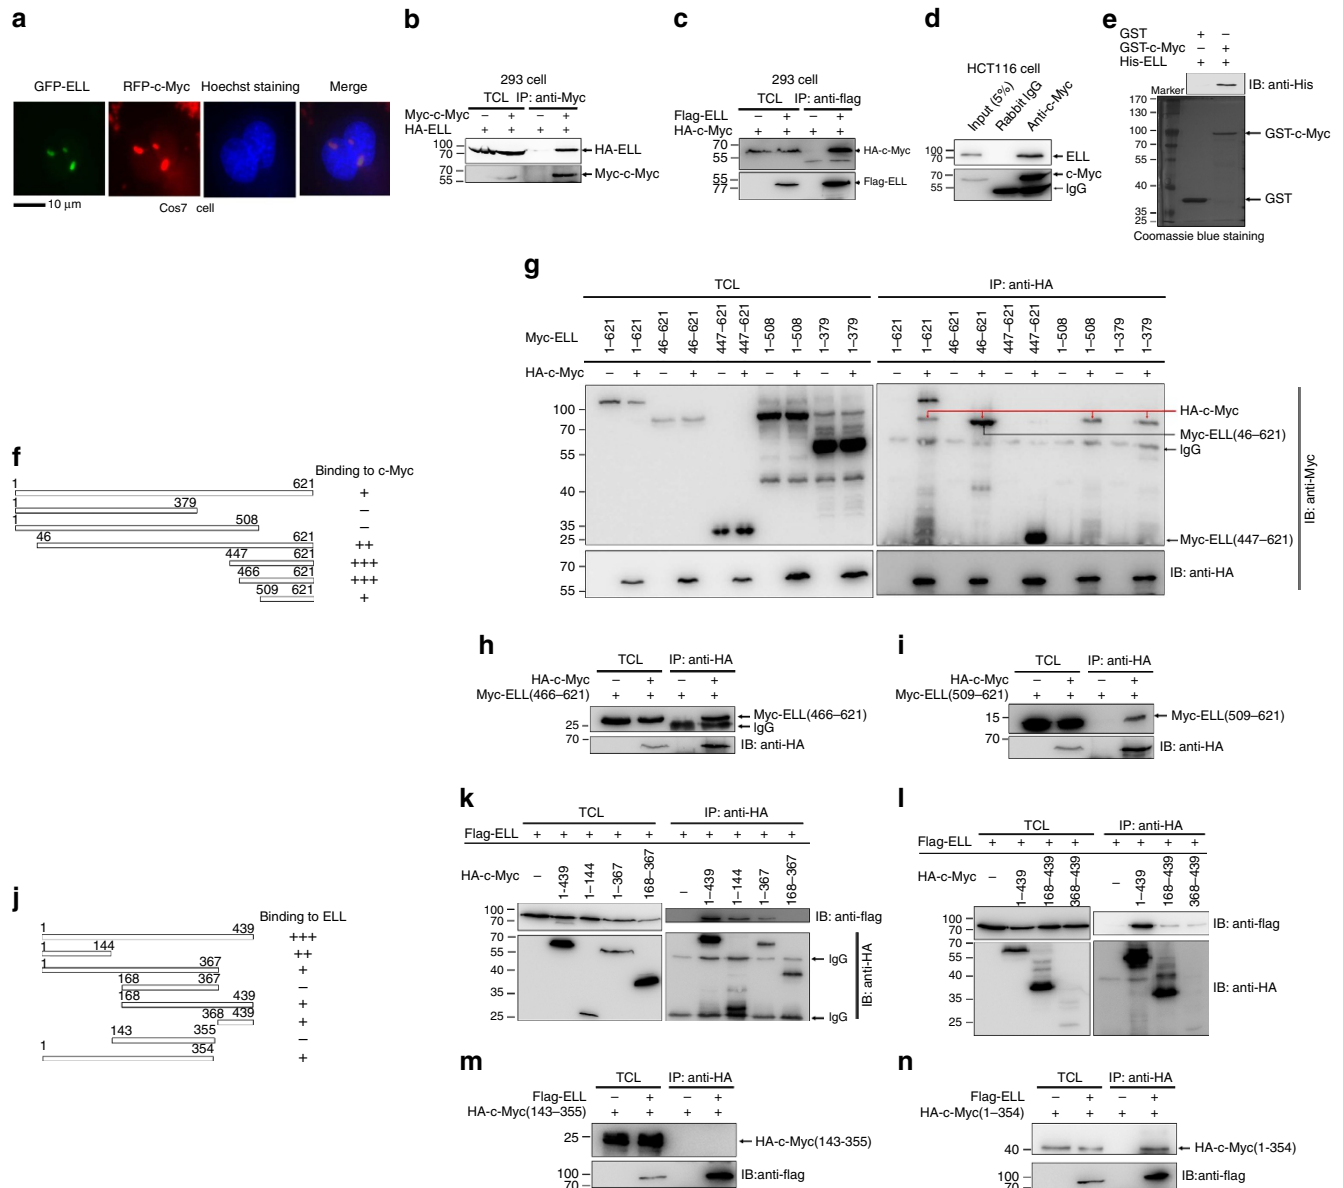 a
GFP-ELL RFP-c-Myc Hoechst staining Merge
10 µm
Cos7 cell
b
293 cell
TCL IP: anti-Myc
Myc-c-Myc – + – +
HA-ELL + + + +
100
70
HA-ELL
70
55
Myc-c-Myc
c
293 cell
TCL IP: anti-flag
Flag-ELL – + – +
HA-c-Myc + + + +
70
55
HA-c-Myc
55
77
Flag-ELL
d
HCT116 cell
Input (5%)
Rabbit IgG
Anti-c-Myc
100
70
ELL
70
55
c-Myc
IgG
e
GST + –
GST-c-Myc – +
His-ELL + +
Marker
IB: anti-His
170
130
100
70
55
40
35
25
GST-c-Myc
GST
Coomassie blue staining
f
Binding to c-Myc
1 621 +
1 379 –
1 508 –
46 621 ++
447 621 +++
466 621 +++
509 621 +
g
TCL IP: anti-HA
Myc-ELL 1–621 1–621 46–621 46–621 447–621 447–621 1–508 1–508 1–379 1–379 1–621 1–621 46–621 46–621 447–621 447–621 1–508 1–508 1–379 1–379
HA-c-Myc – + – + – + – + – + – + – + – + – + – +
100
70
55
40
35
25
HA-c-Myc
Myc-ELL(46–621)
IgG
Myc-ELL(447–621)
IB: anti-Myc
70
55
IB: anti-HA
h
TCL IP: anti-HA
HA-c-Myc – + – +
Myc-ELL(466–621) + + + +
25
Myc-ELL(466–621)
IgG
70
IB: anti-HA
i
TCL IP: anti-HA
HA-c-Myc – + – +
Myc-ELL(509–621) + + + +
15
Myc-ELL(509–621)
70
IB: anti-HA
j
Binding to ELL
1 439 +++
1 144 ++
1 367 +
168 367 –
168 439 +
368 439 +
143 355 –
1 354 +
k
TCL IP: anti-HA
Flag-ELL + + + + + + + + + +
HA-c-Myc – 1-439 1–144 1–367 168–367 – 1–439 1–144 1–367 168–367
100
70
IB: anti-flag
70
55
40
35
25
IgG
IgG
IB: anti-HA
l
TCL IP: anti-HA
Flag-ELL + + + + + + + +
HA-c-Myc – 1–439 168–439 368–439 – 1–439 168–439 368–439
100
70
IB: anti-flag
70
55
40
35
25
IB: anti-HA
m
TCL IP: anti-HA
Flag-ELL – + – +
HA-c-Myc(143–355) + + + +
25
HA-c-Myc(143-355)
100
70
IB:anti-flag
n
TCL IP: anti-HA
Flag-ELL – + – +
HA-c-Myc(1–354) + + + +
40
HA-c-Myc(1-354)
100
70
IB:anti-flag